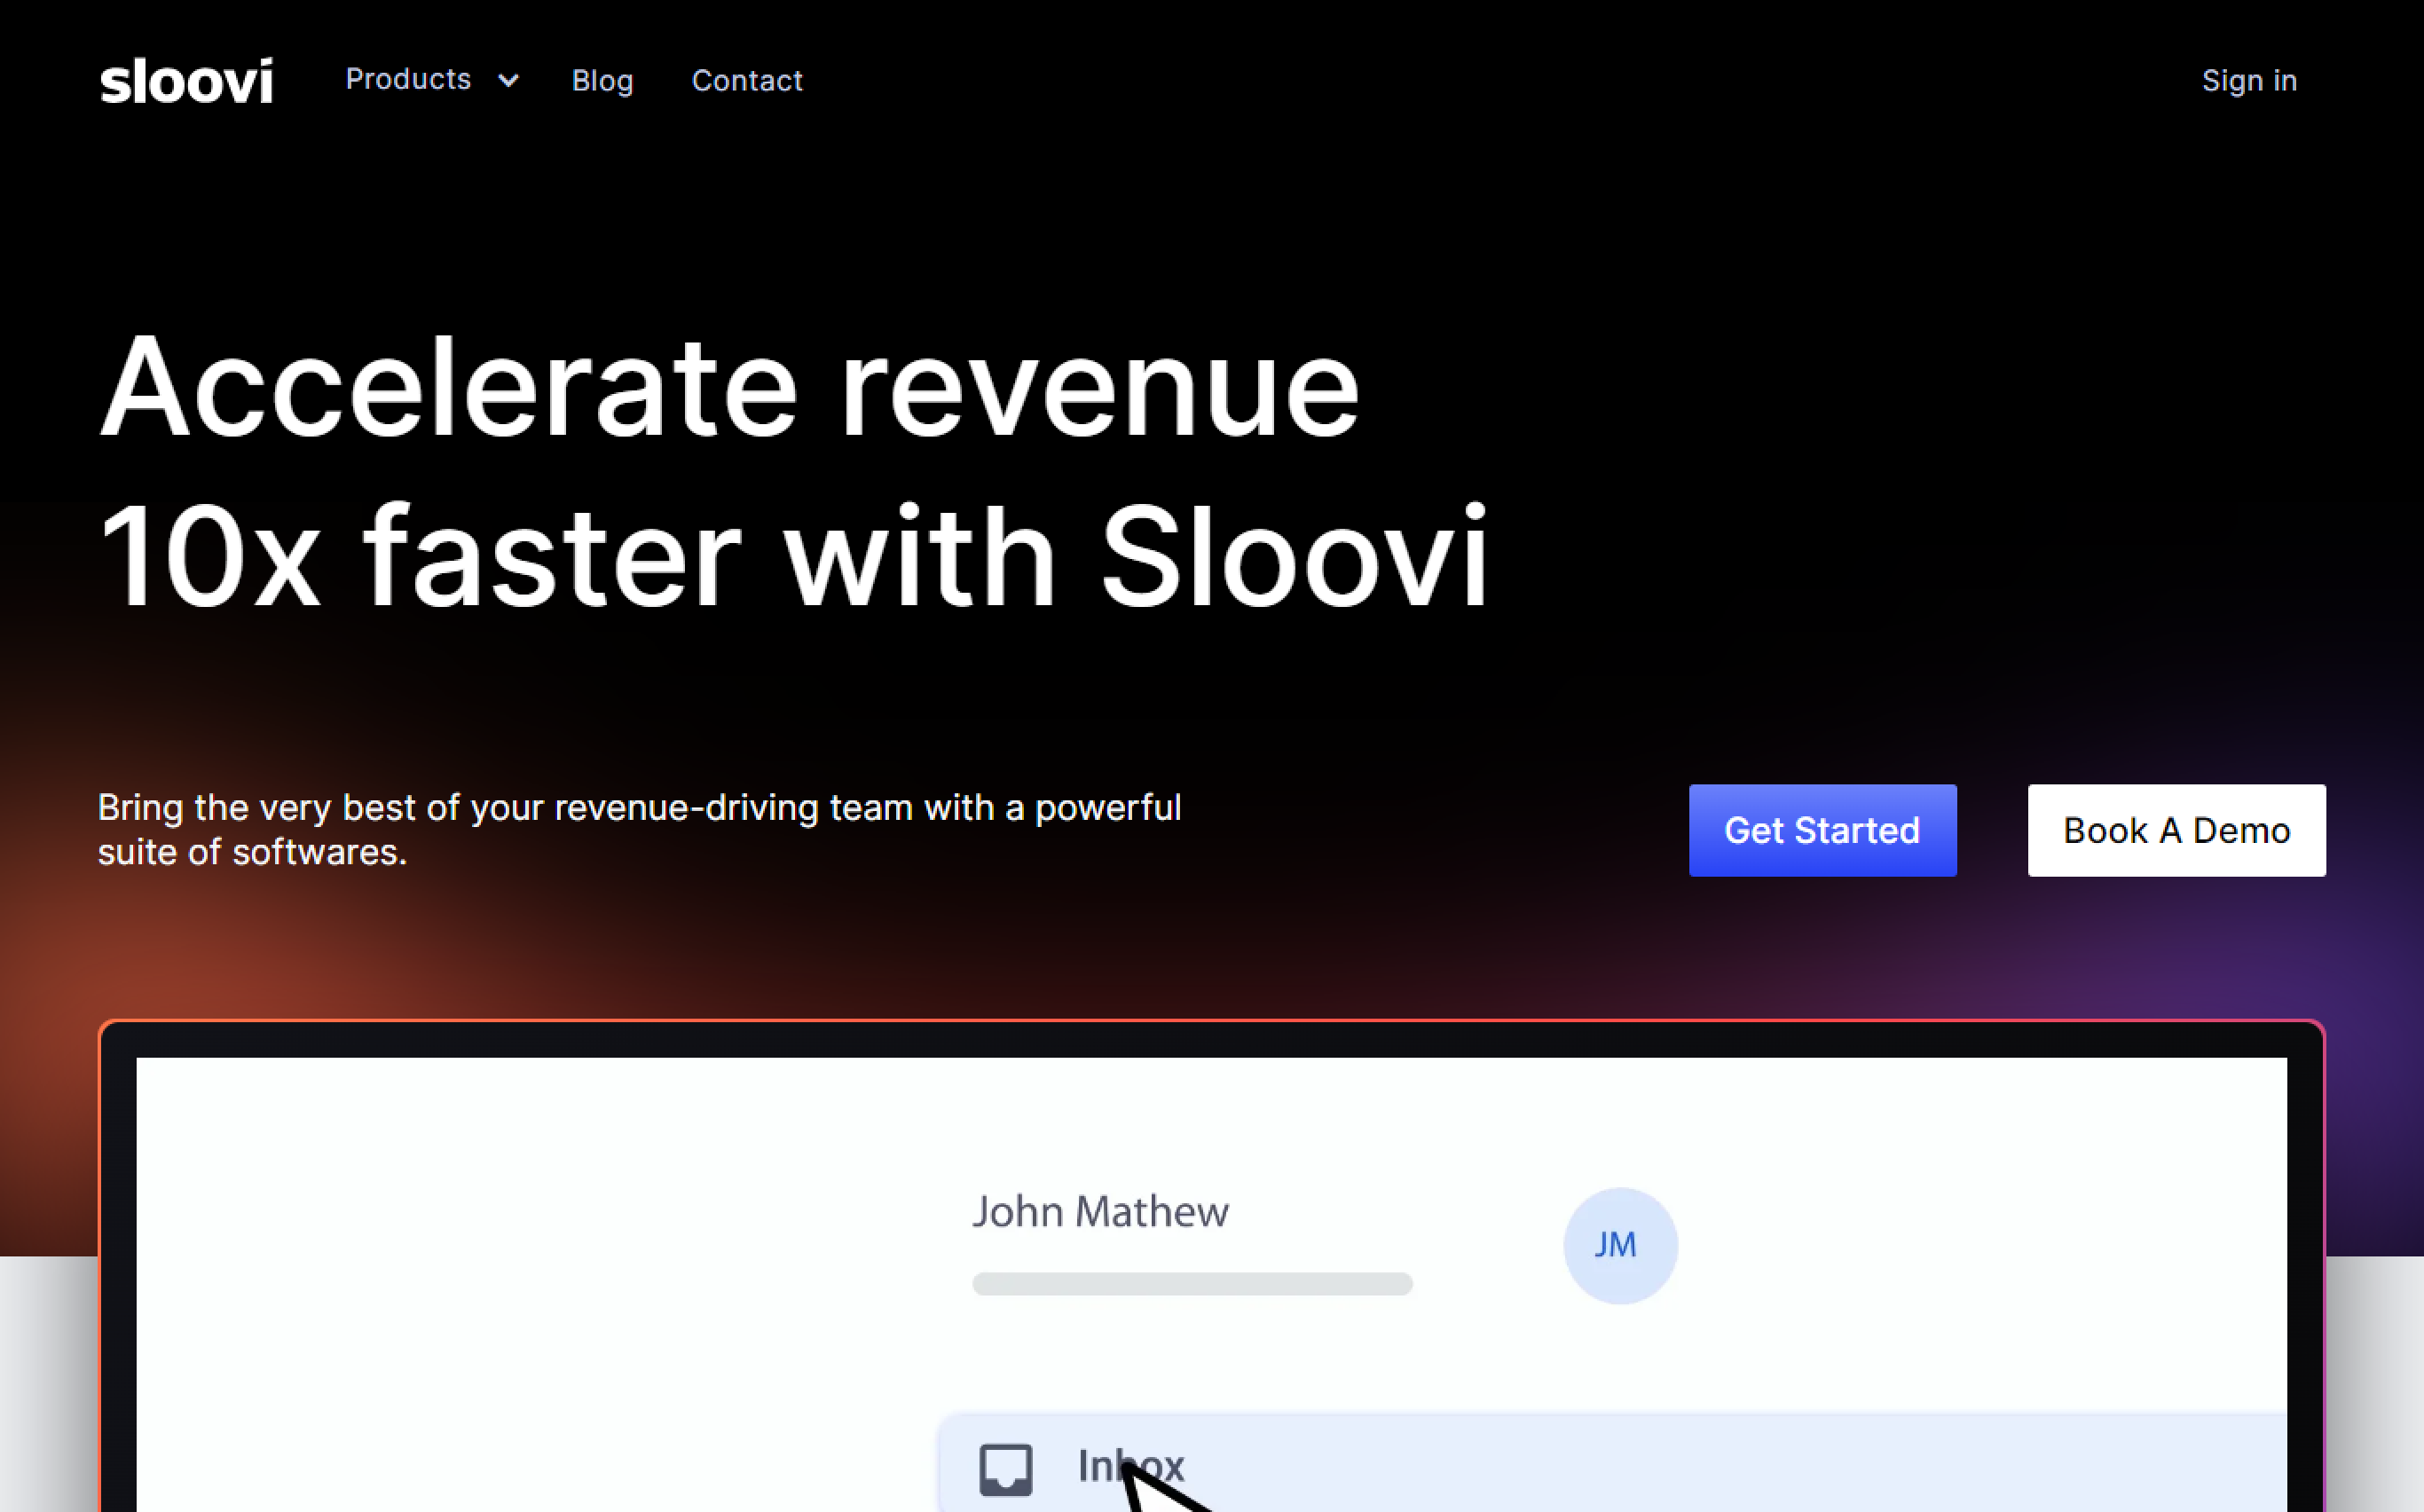 sloovi
Products
Blog
Contact
Sign in
Accelerate revenue
10x faster with Sloovi
Bring the very best of your revenue-driving team with a powerful
suite of softwares.
Get Started
Book A Demo
John Mathew
JM
Inbox